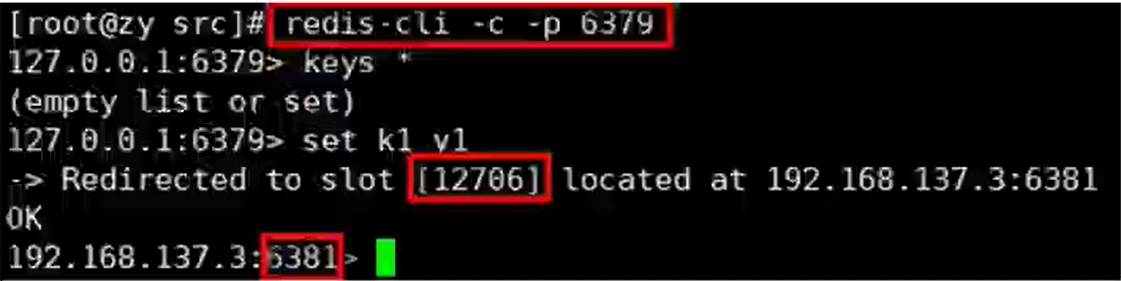 [root@zy src]# redis-cli -c -p 6379
127.0.0.1:6379> keys *
(empty list or set)
127.0.0.1:6379> set k1 v1
-> Redirected to slot [12706] located at 192.168.137.3:6381
OK
192.168.137.3:6381>